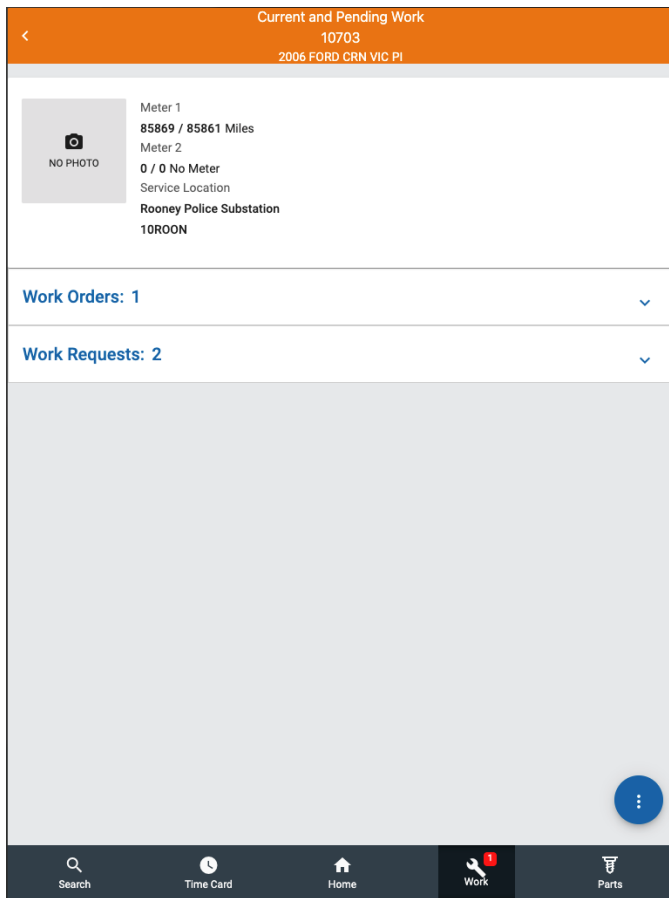 Current and Pending Work
10703
2006 FORD CRN VIC PI
NO PHOTO
Meter 1
85869 / 85861 Miles
Meter 2
0 / 0 No Meter
Service Location
Rooney Police Substation
10ROON
Work Orders: 1
Work Requests: 2
Search
Time Card
Home
1
Work
Parts